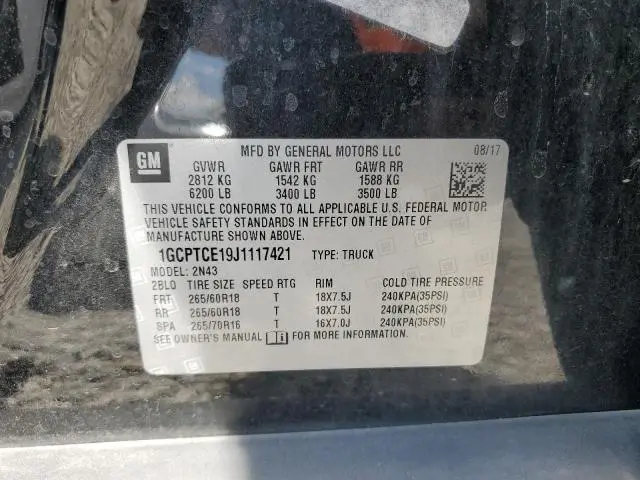 GM
MFD BY GENERAL MOTORS LLC 08/17
GVWR GAWR FRT GAWR RR
2812 KG 1542 KG 1588 KG
6200 LB 3400 LB 3500 LB
THIS VEHICLE CONFORMS TO ALL APPLICABLE U.S. FEDERAL MOTOR
VEHICLE SAFETY STANDARDS IN EFFECT ON THE DATE OF
MANUFACTURE SHOWN ABOVE.
1GCPTCE19J1117421 TYPE: TRUCK
MODEL: 2N43
2BLQ TIRE SIZE SPEED RTG RIM COLD TIRE PRESSURE
FRT 265/60R18 T 18X7.5J 240KPA(35PSI)
RR 265/60R18 T 18X7.5J 240KPA(35PSI)
SPA 265/70R16 T 16X7.0J 240KPA(35PSI)
SEE OWNER'S MANUAL FOR MORE INFORMATION.